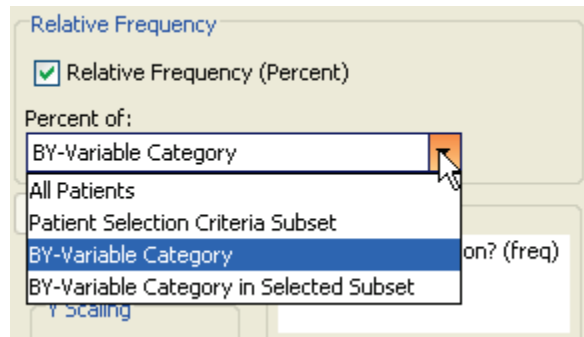 Relative Frequency
Relative Frequency (Percent)
Percent of:
BY-Variable Category
All Patients
Patient Selection Criteria Subset
BY-Variable Category
on? (freq)
BY-Variable Category in Selected Subset
Y Scaling